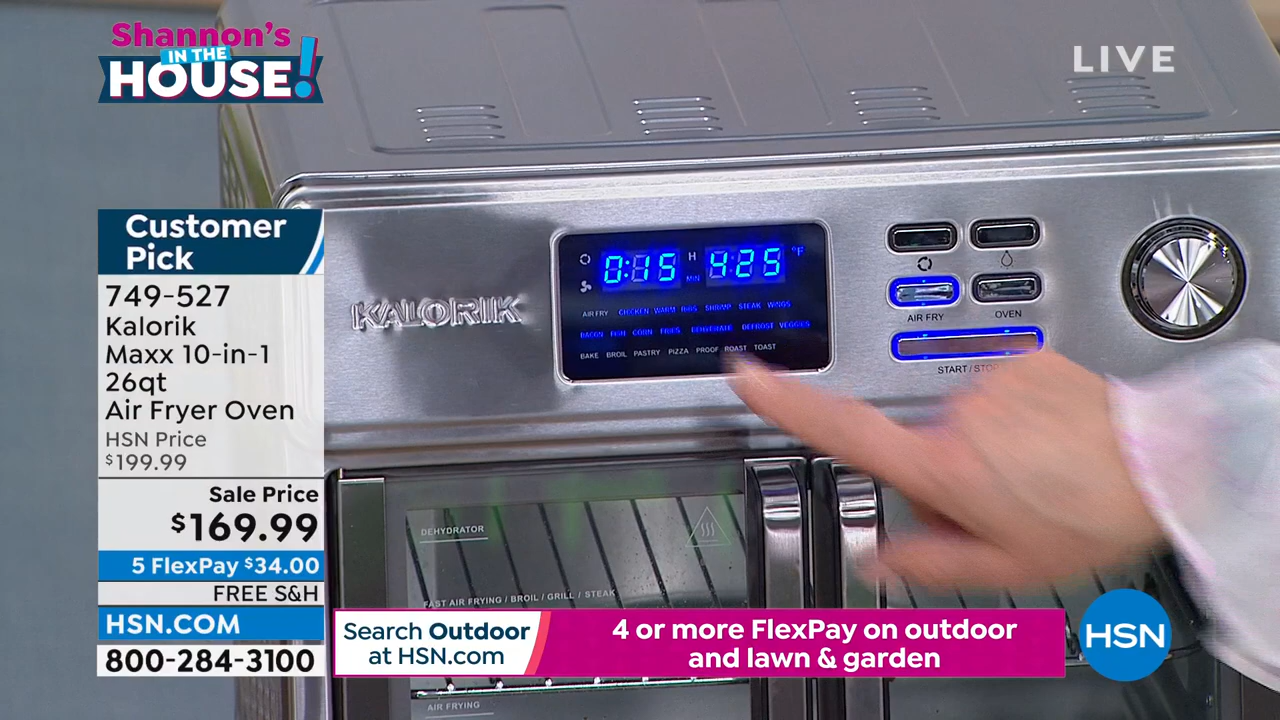 Shannon's
IN THE
HOUSE!
LIVE
Customer
Pick
749-527
Kalorik
Maxx 10-in-1
26qt
Air Fryer Oven
HSN Price
$199.99
Sale Price
$169.99
5 FlexPay $34.00
FREE S&H
HSN.COM
800-284-3100
KALORIK
0:15 H 425 °F
MIN
AIR FRY CHICKEN WARM RIBS SHRIMP STEAK WINGS
BACON FISH CORN FRIES DEHYDRATE DEFROST VEGGIES
BAKE BROIL PASTRY PIZZA PROOF ROAST TOAST
AIR FRY OVEN
START / STOP
DEHYDRATOR
FAST AIR FRYING / BROIL / GRILL / STEAK
AIR FRYING
Search Outdoor
at HSN.com
4 or more FlexPay on outdoor
and lawn & garden
HSN